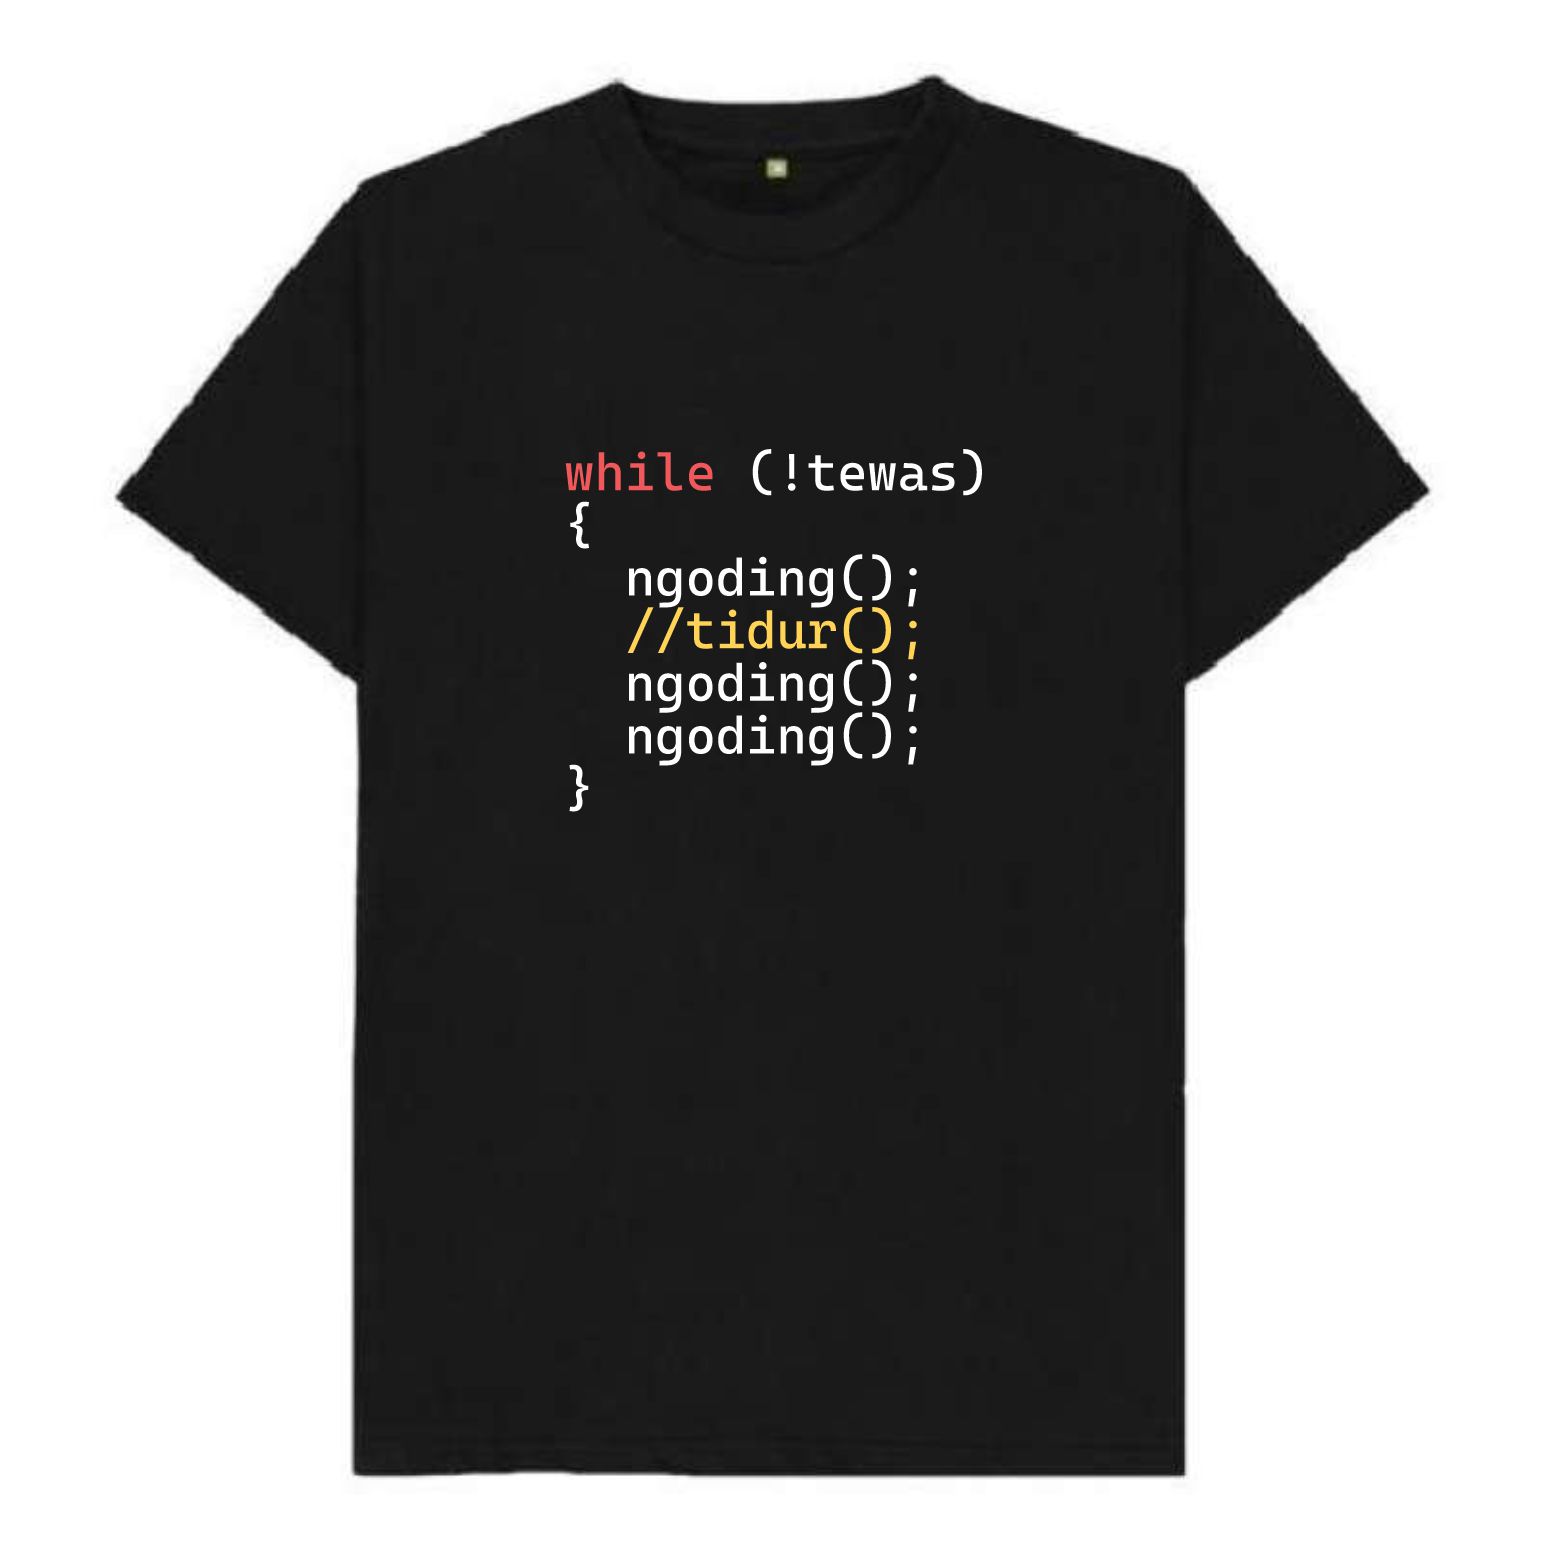 while (!tewas)
{
  ngoding();
  //tidur();
  ngoding();
  ngoding();
}